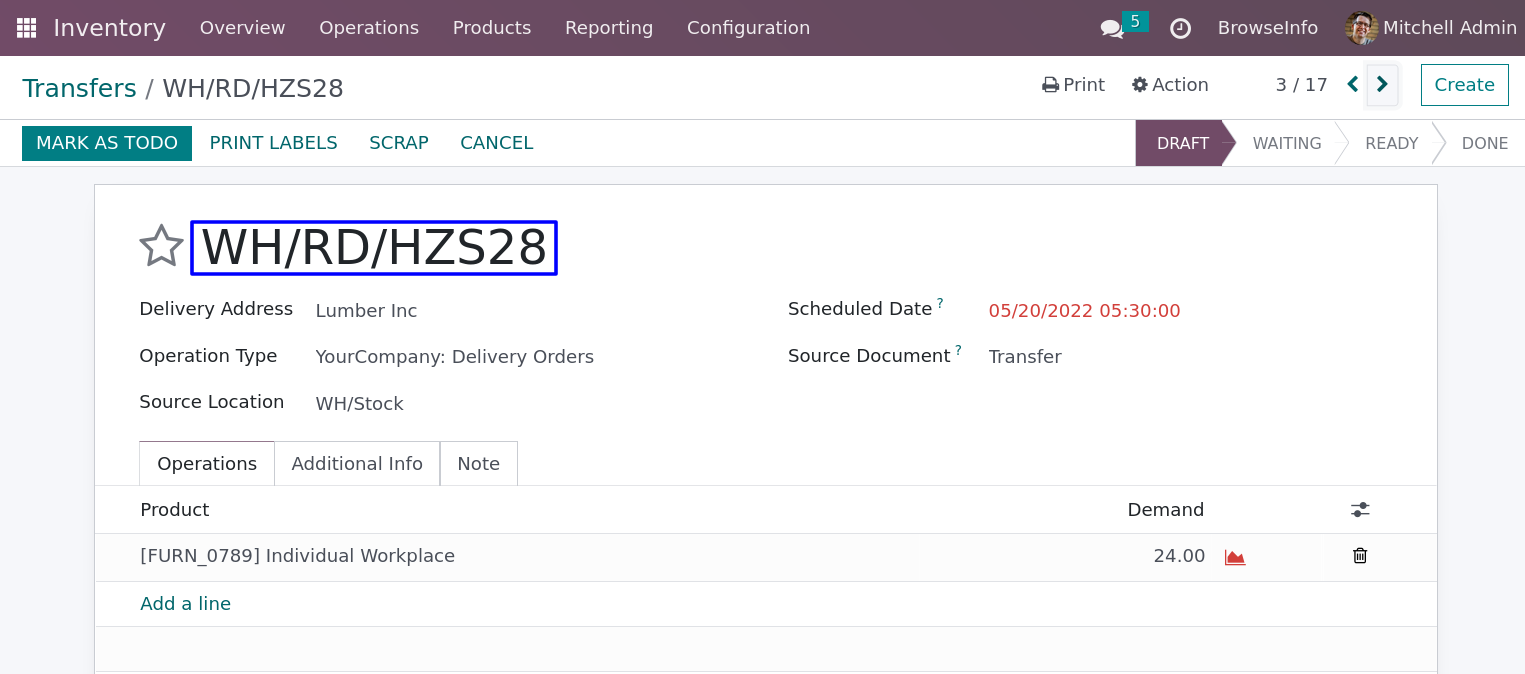 Inventory Overview Operations Products Reporting Configuration 5 BrowseInfo Mitchell Admin
Transfers / WH/RD/HZS28 Print Action 3 / 17 Create
MARK AS TODO PRINT LABELS SCRAP CANCEL DRAFT WAITING READY DONE
WH/RD/HZS28
Delivery Address Lumber Inc Scheduled Date ? 05/20/2022 05:30:00
Operation Type YourCompany: Delivery Orders Source Document ? Transfer
Source Location WH/Stock
Operations Additional Info Note
Product Demand
[FURN_0789] Individual Workplace 24.00
Add a line